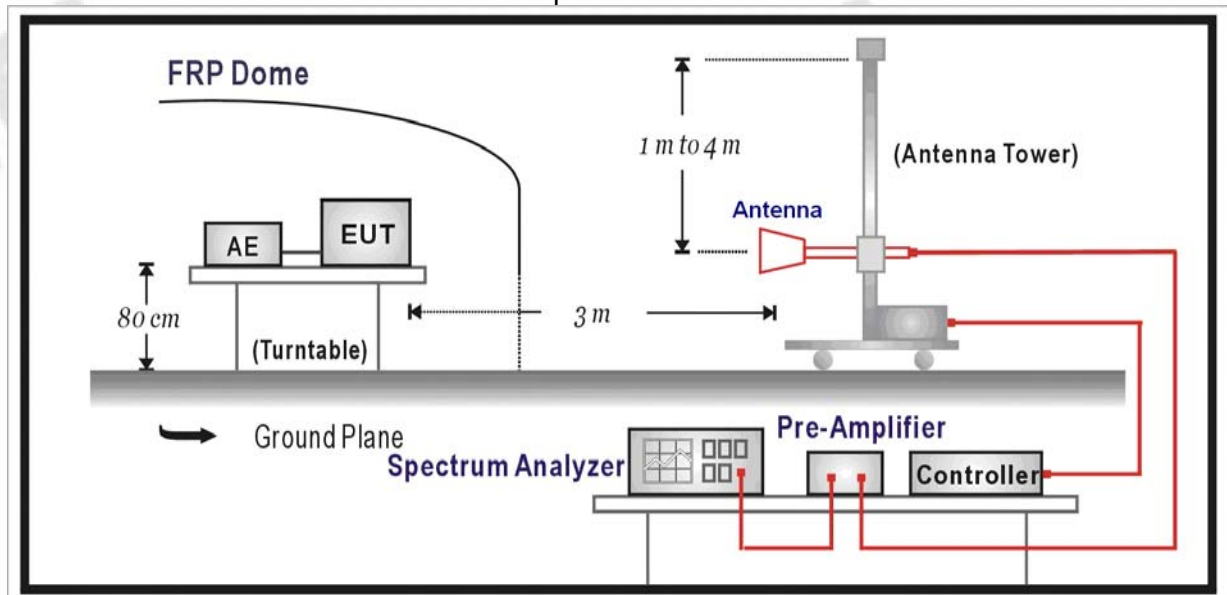 FRP Dome
1 m to 4 m
(Antenna Tower)
Antenna
AE
EUT
80 cm
3 m
(Turntable)
Ground Plane
Pre-Amplifier
Spectrum Analyzer
Controller